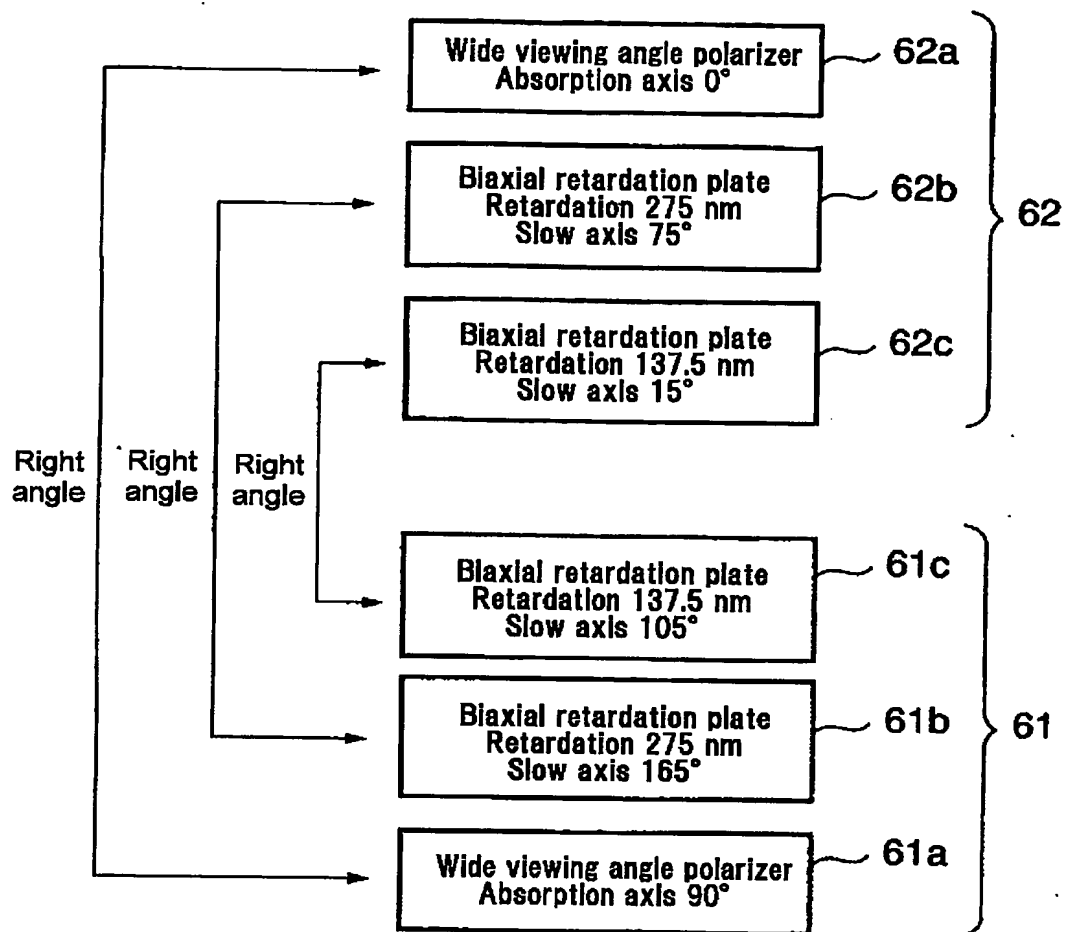 Wide viewing angle polarizer
Absorption axis 0°
62a
Biaxial retardation plate
Retardation 275 nm
Slow axis 75°
62b
62
Biaxial retardation plate
Retardation 137.5 nm
Slow axis 15°
62c
Right
angle
Right
angle
Right
angle
Biaxial retardation plate
Retardation 137.5 nm
Slow axis 105°
61c
Biaxial retardation plate
Retardation 275 nm
Slow axis 165°
61b
61
Wide viewing angle polarizer
Absorption axis 90°
61a